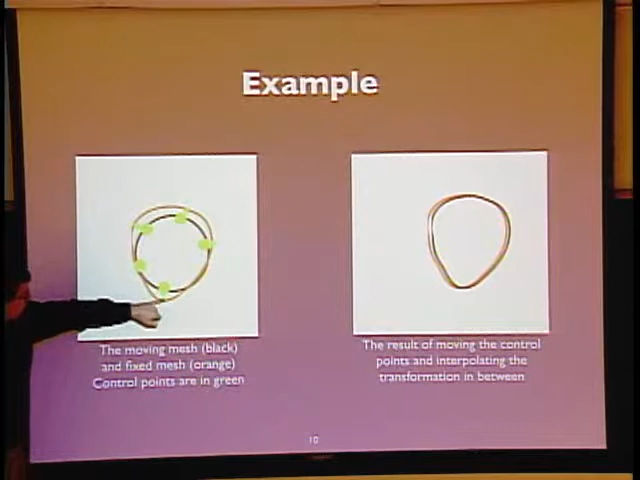 Example
The moving mesh (black)
and fixed mesh (orange)
Control points are in green
The result of moving the control
points and interpolating the
transformation in between
10